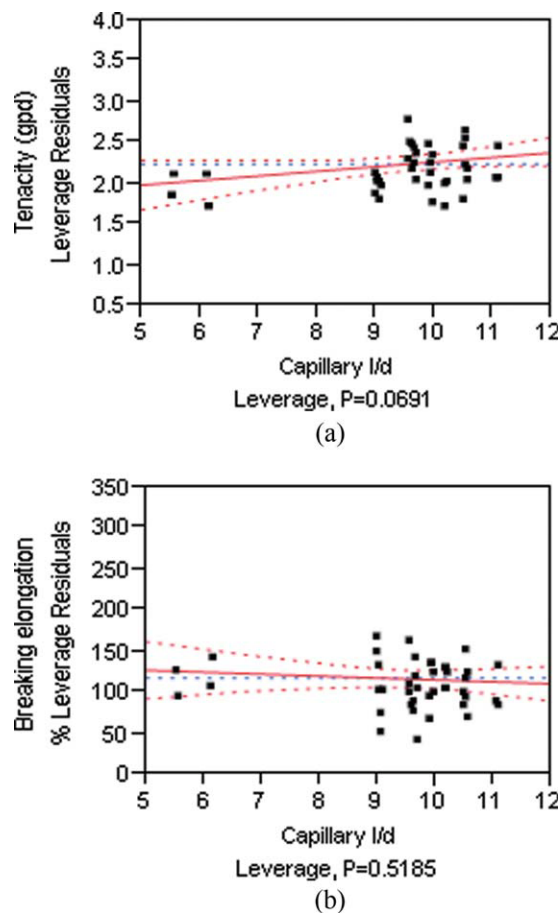 Tenacity (gpd)
Leverage Residuals
4.0
3.5
3.0
2.5
2.0
1.5
1.0
0.5
5 6 7 8 9 10 11 12
Capillary l/d
Leverage, P=0.0691
(a)
Breaking elongation
% Leverage Residuals
350
300
250
200
150
100
50
0
5 6 7 8 9 10 11 12
Capillary l/d
Leverage, P=0.5185
(b)